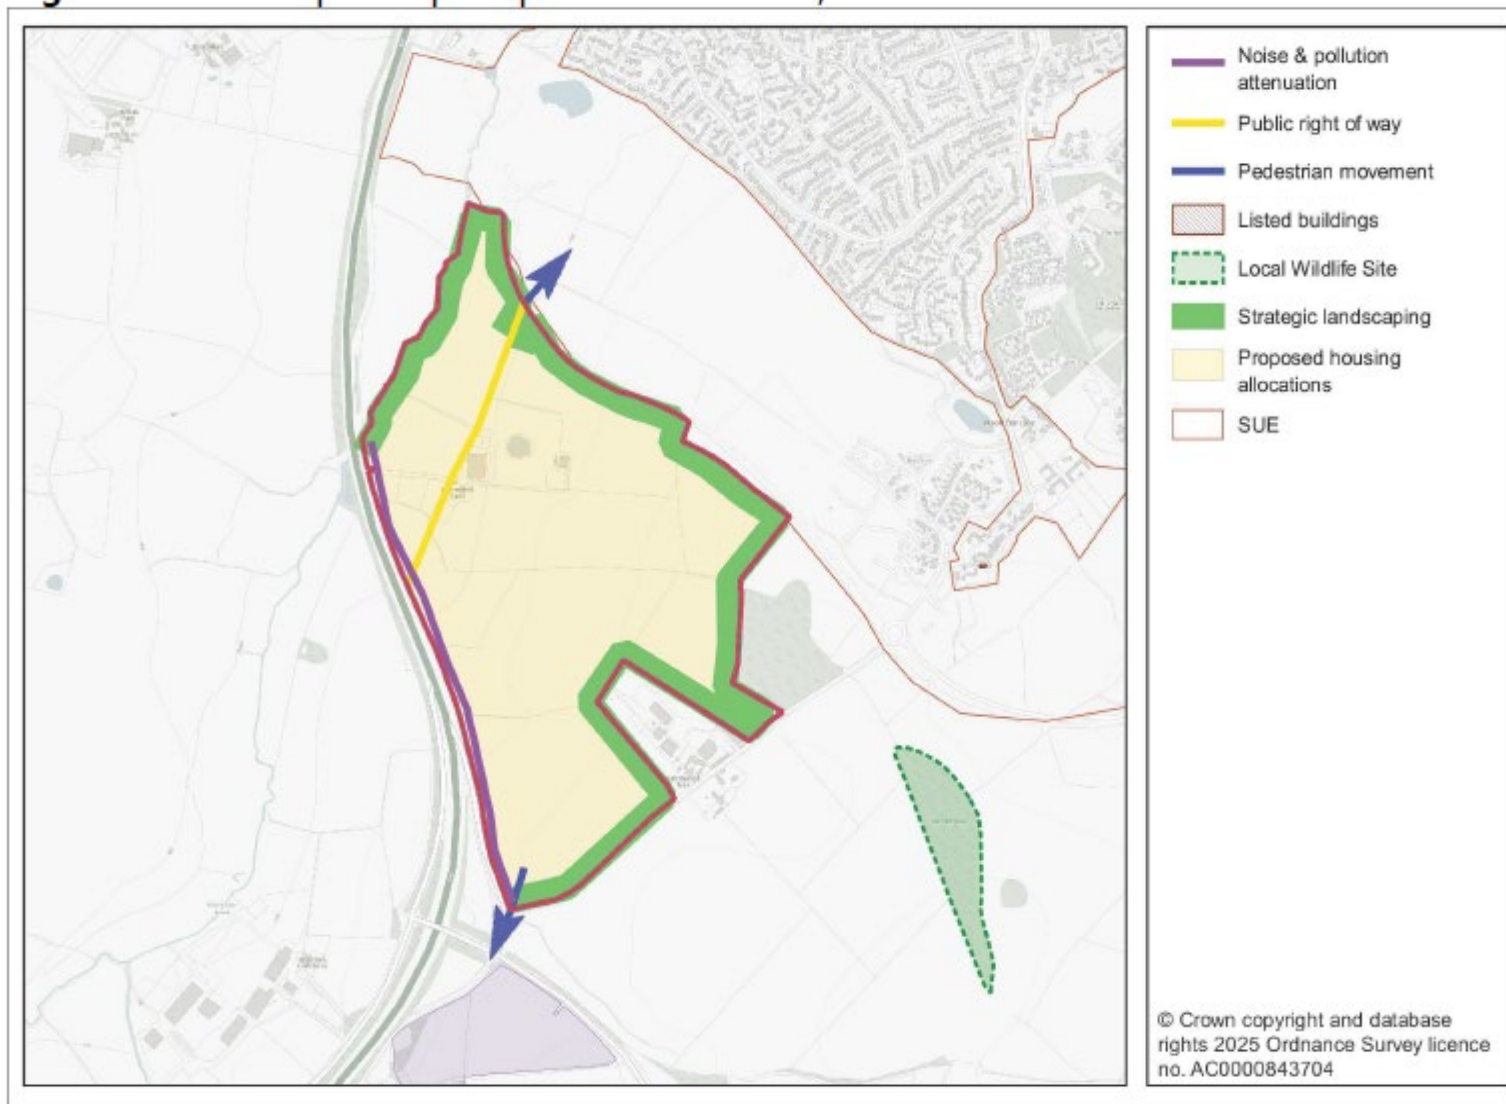 Noise & pollution
attenuation
Public right of way
Pedestrian movement
Listed buildings
Local Wildlife Site
Strategic landscaping
Proposed housing
allocations
SUE
© Crown copyright and database
rights 2025 Ordnance Survey licence
no. AC0000843704